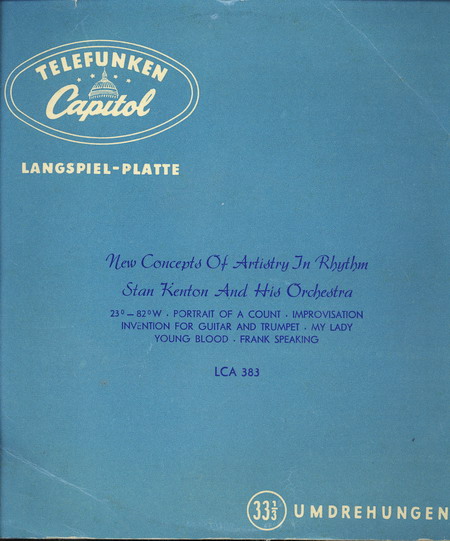 TELEFUNKEN
Capitol
LANGSPIEL-PLATTE
New Concepts Of Artistry In Rhythm
Stan Kenton And His Orchestra
23° — 82° W · PORTRAIT OF A COUNT · IMPROVISATION
INVENTION FOR GUITAR AND TRUMPET · MY LADY
YOUNG BLOOD · FRANK SPEAKING
LCA 383
33⅓ UMDREHUNGEN